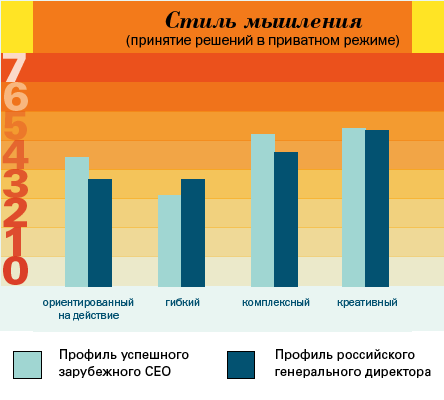 Стиль мышления
(принятие решений в приватном режиме)
7
6
5
4
3
2
1
0
ориентированный
на действие
гибкий
комплексный
креативный
Профиль успешного
зарубежного CEO
Профиль российского
генерального директора